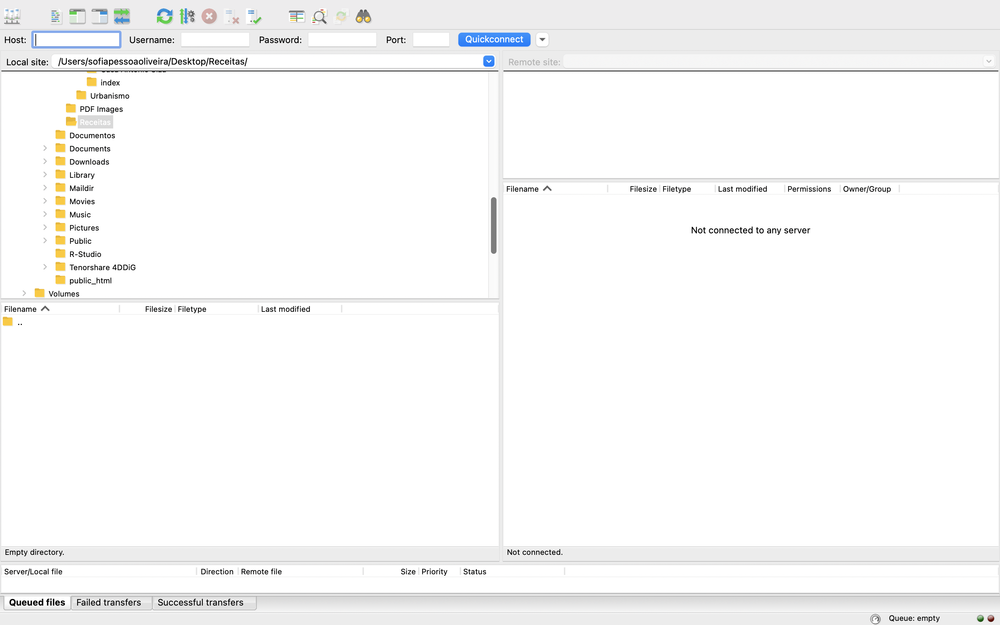 Host: Username: Password: Port: Quickconnect
Local site: /Users/sofiapessoaoliveira/Desktop/Receitas/
Remote site:
index
Urbanismo
PDF Images
Receitas
Documentos
Documents
Downloads
Library
Maildir
Movies
Music
Pictures
Public
R-Studio
Tenorshare 4DDiG
public_html
Volumes
Filename Filesize Filetype Last modified
..
Empty directory.
Filename Filesize Filetype Last modified Permissions Owner/Group
Not connected to any server
Not connected.
Server/Local file Direction Remote file Size Priority Status
Queued files Failed transfers Successful transfers
Queue: empty